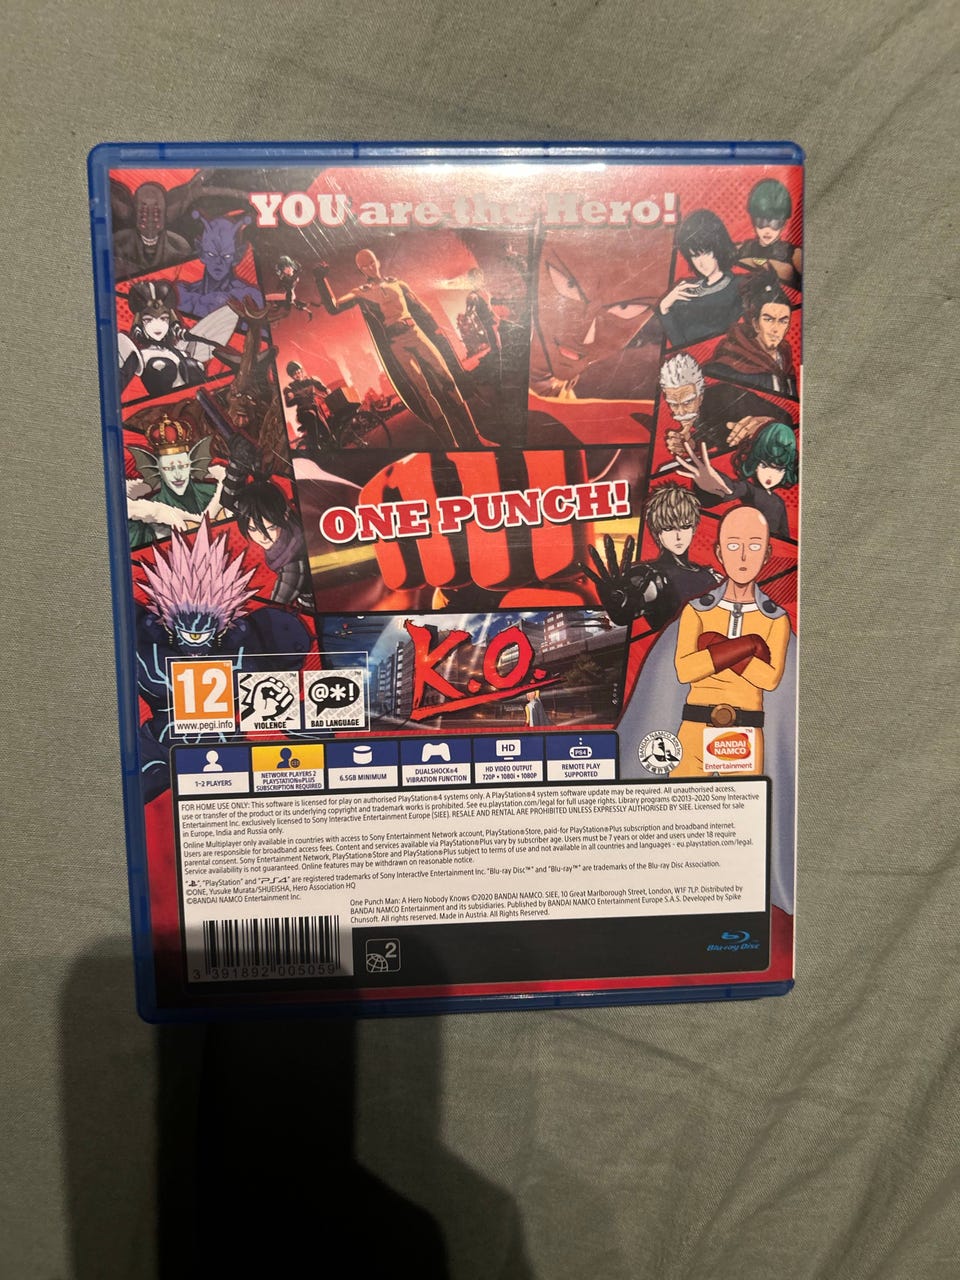 YOU are the Hero!
ONE PUNCH!
K.O.
12
www.pegi.info
VIOLENCE
@*!
BAD LANGUAGE
BANDAI
NAMCO
Entertainment
1-2 PLAYERS
NETWORK PLAYERS 2
PLAYSTATION®PLUS
SUBSCRIPTION REQUIRED
6.5GB MINIMUM
DUALSHOCK®4
VIBRATION FUNCTION
HD
HD VIDEO OUTPUT
720P • 1080i • 1080P
PS4
REMOTE PLAY
SUPPORTED
FOR HOME USE ONLY: This software is licensed for play on authorised PlayStation®4 systems only. A PlayStation®4 system software update may be required. All unauthorised access,
use or transfer of the product or its underlying copyright and trademark works is prohibited. See eu.playstation.com/legal for full usage rights. Library programs ©2013–2020 Sony Interactive
Entertainment Inc. exclusively licensed to Sony Interactive Entertainment Europe (SIEE). RESALE AND RENTAL ARE PROHIBITED UNLESS EXPRESSLY AUTHORISED BY SIEE. Licensed for sale
in Europe, India and Russia only.
Online Multiplayer only available in countries with access to Sony Entertainment Network account, PlayStation®Store, paid-for PlayStation®Plus subscription and broadband internet.
Users are responsible for broadband access fees. Content and services available via PlayStation®Plus vary by subscriber age. Users must be 7 years or older and users under 18 require
parental consent. Sony Entertainment Network, PlayStation®Store and PlayStation®Plus subject to terms of use and not available in all countries and languages - eu.playstation.com/legal.
Service availability is not guaranteed. Online features may be withdrawn on reasonable notice.
"PlayStation" and "PS4" are registered trademarks of Sony Interactive Entertainment Inc. "Blu-ray Disc™" and "Blu-ray™" are trademarks of the Blu-ray Disc Association.
©ONE, Yusuke Murata/SHUEISHA, Hero Association HQ
©BANDAI NAMCO Entertainment Inc.
One Punch Man: A Hero Nobody Knows ©2020 BANDAI NAMCO. SIEE, 10 Great Marlborough Street, London, W1F 7LP. Distributed by
BANDAI NAMCO Entertainment and its subsidiaries. Published by BANDAI NAMCO Entertainment Europe S.A.S. Developed by Spike
Chunsoft. All rights reserved. Made in Austria. All Rights Reserved.
3 391892 005059
2
Blu-ray Disc